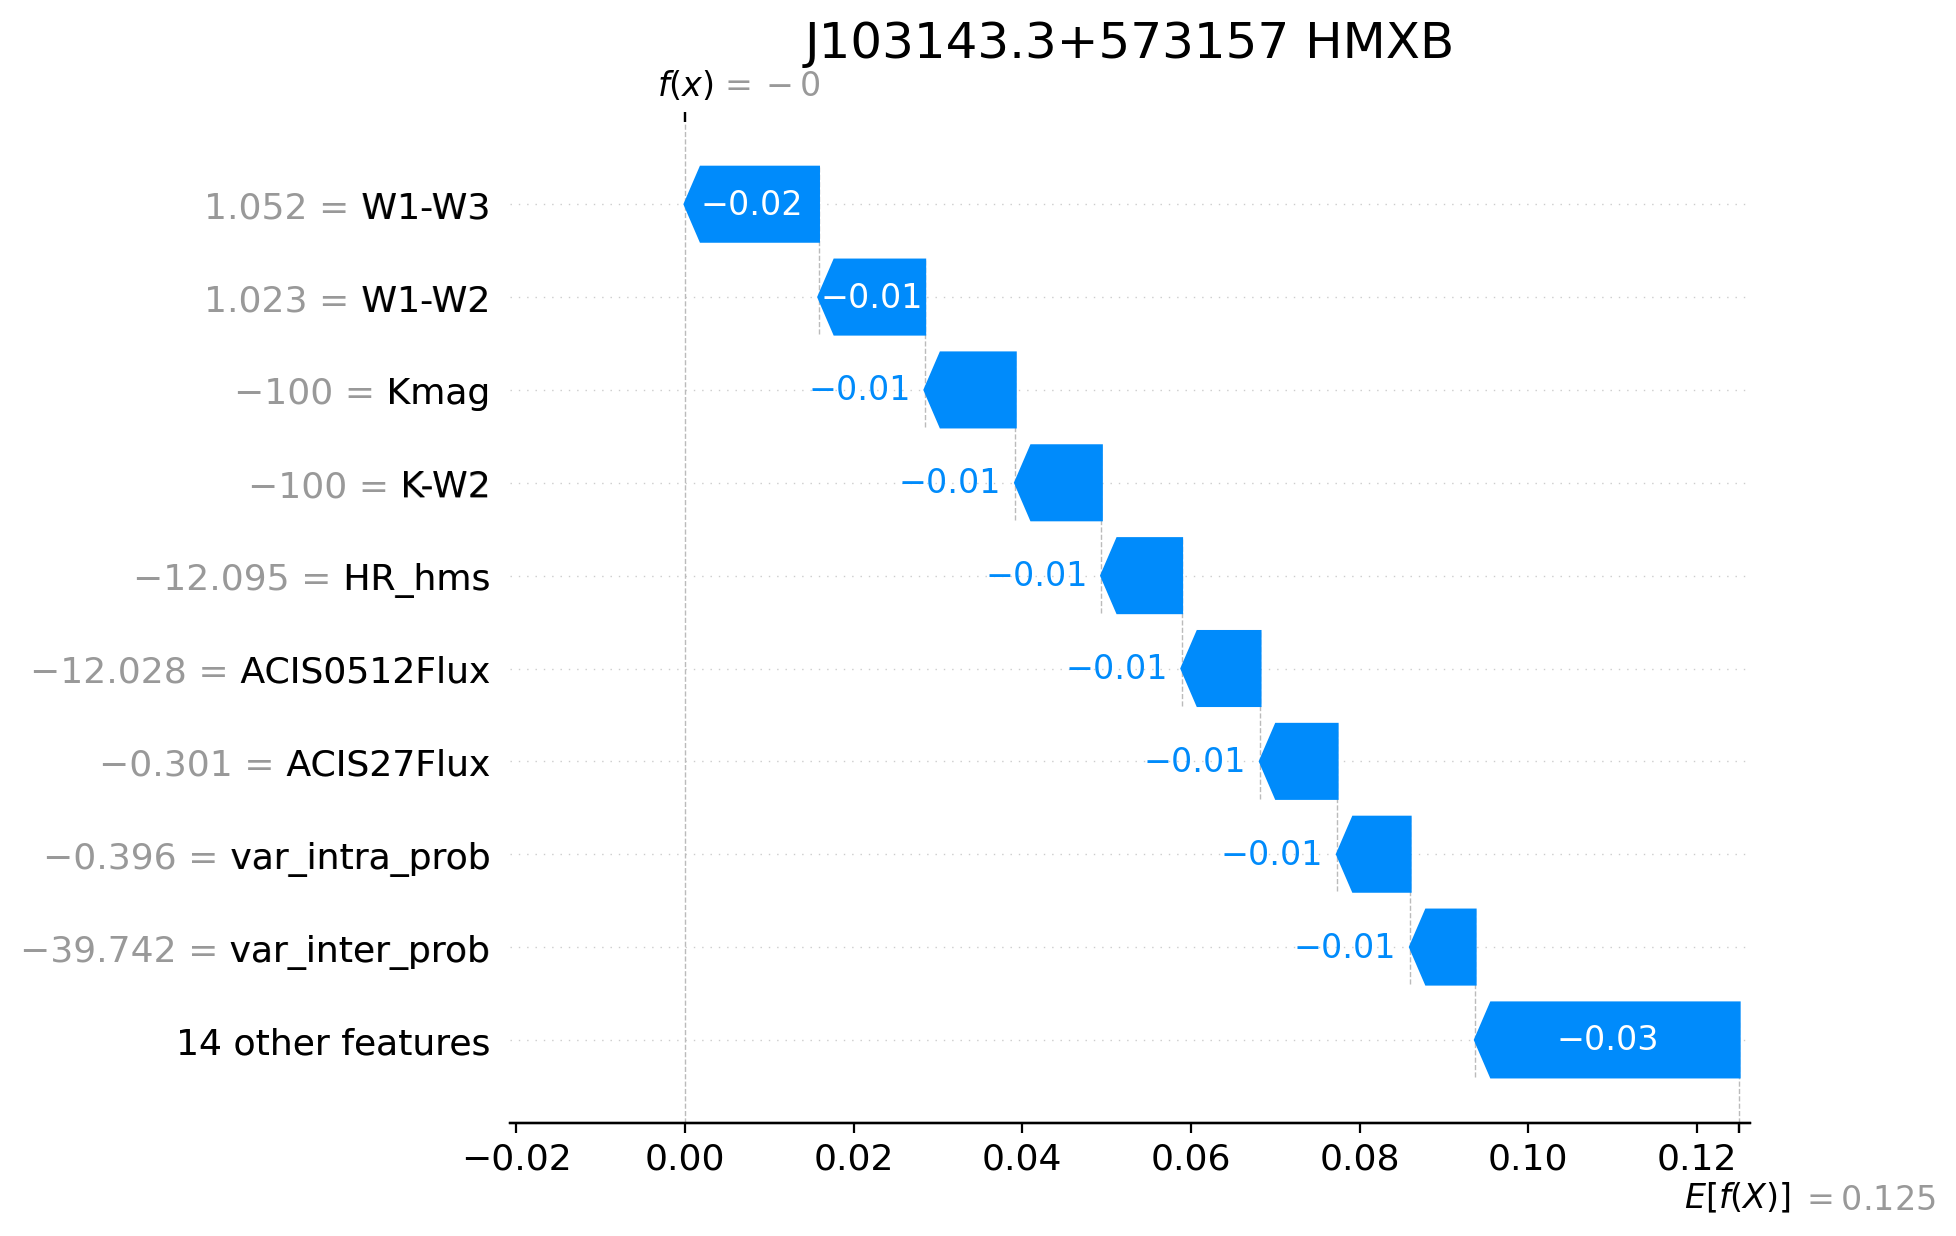 J103143.3+573157 HMXB
f(x) = −0
1.052 = W1-W3
−0.02
1.023 = W1-W2
−0.01
−100 = Kmag
−0.01
−100 = K-W2
−0.01
−12.095 = HR_hms
−0.01
−12.028 = ACIS0512Flux
−0.01
−0.301 = ACIS27Flux
−0.01
−0.396 = var_intra_prob
−0.01
−39.742 = var_inter_prob
−0.01
14 other features
−0.03
−0.02 0.00 0.02 0.04 0.06 0.08 0.10 0.12
E[f(X)] = 0.125